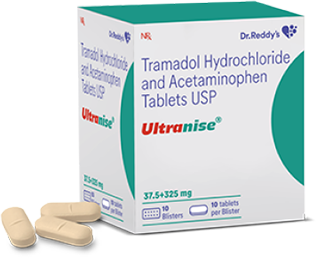 NRx
Dr.Reddy's
Tramadol Hydrochloride
and Acetaminophen
Tablets USP
Ultranise®
37.5+325 mg
10
Blisters
10 tablets
per Blister